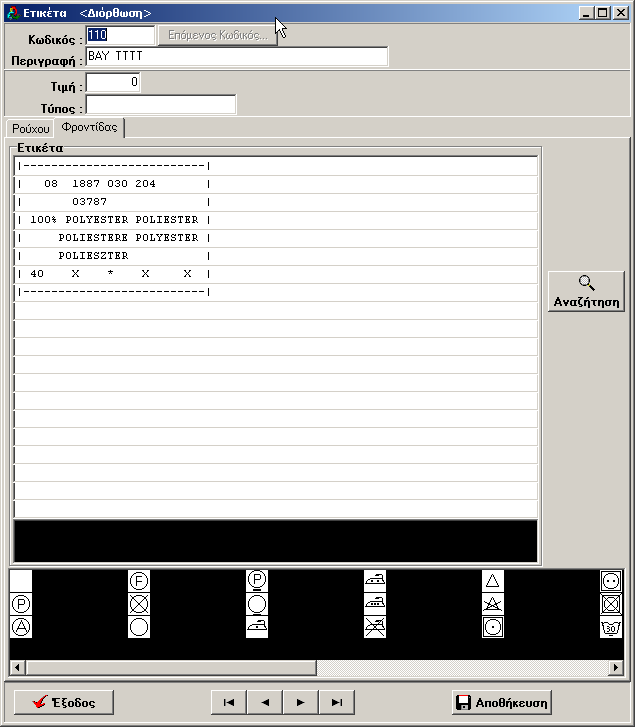 Ετικέτα <Διόρθωση>
Κωδικός : 110 Επόμενος Κωδικός...
Περιγραφή : BAY TTTT
Τιμή : 0
Τύπος :
Ρούχου Φροντίδας
Ετικέτα
|--------------------------|
| 08 1887 030 204 |
| 03787 |
| 100% POLYESTER POLIESTER |
| POLIESTERE POLYESTER |
| POLIESZTER |
| 40 X * X X |
|--------------------------|
Αναζήτηση
F P
P
A 30
Έξοδος Αποθήκευση